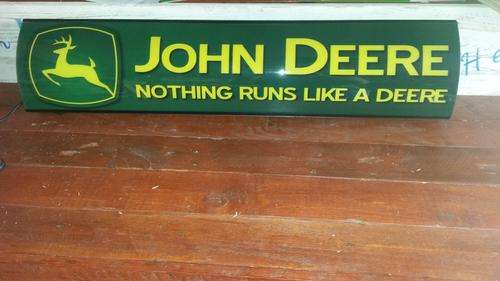 JOHN DEERE
NOTHING RUNS LIKE A DEERE